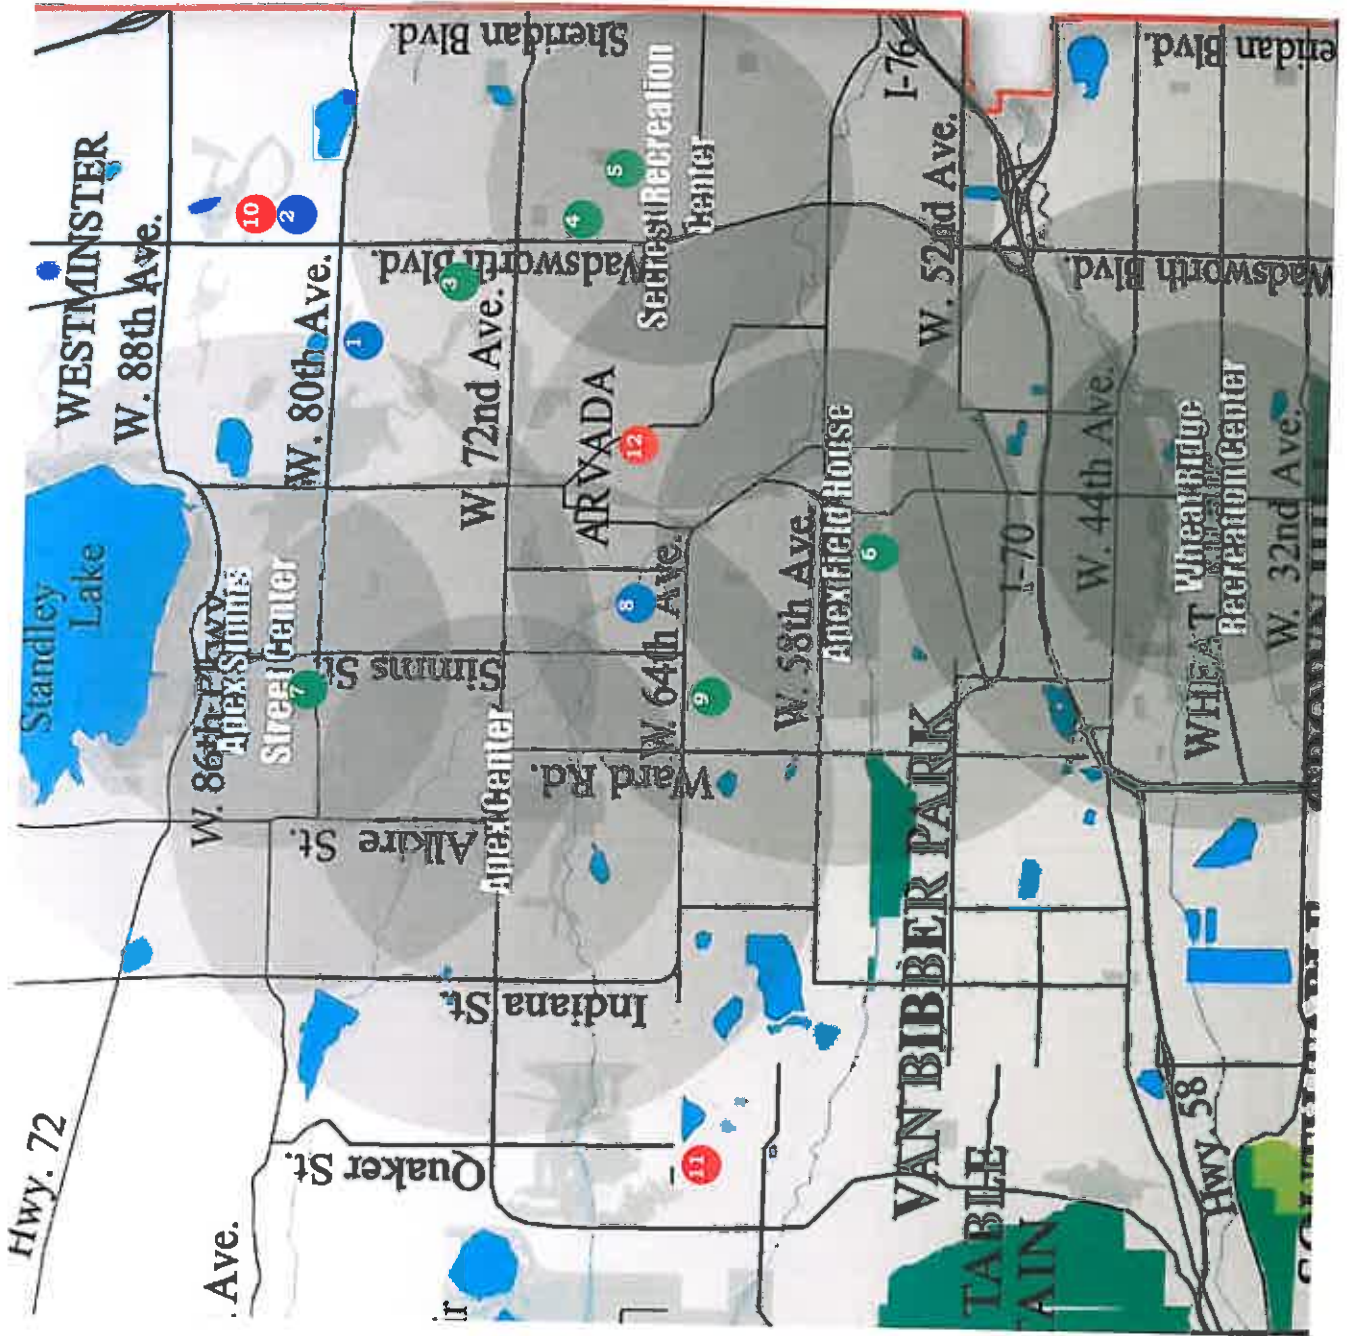 Sheridan Blvd.
eridan Blvd.
I-76
WESTMINSTER
W. 88th Ave.
10
2
5
4
Secrest Recreation
Center
W. 52nd Ave.
Wadsworth Blvd.
Wadsworth Blvd.
3
W. 80th Ave.
1
W 72nd Ave.
ARVADA
12
Apex Field House
W. 44th Ave.
Wheat Ridge
Recreation Center
W. 32nd Ave.
Standley
Lake
Apex Simms
Street Center
W. 86th Pkwy
7
Simms St.
8
W. 64th Ave.
9
W. 58th Ave.
6
I-70
WHEAT
Apex Center
Ward Rd.
Alkire St.
VAN BIBBER PARK
Indiana St.
Hwy. 72
Quaker St.
11
Hwy. 58
Ave.
ir
TABLE
TAIN